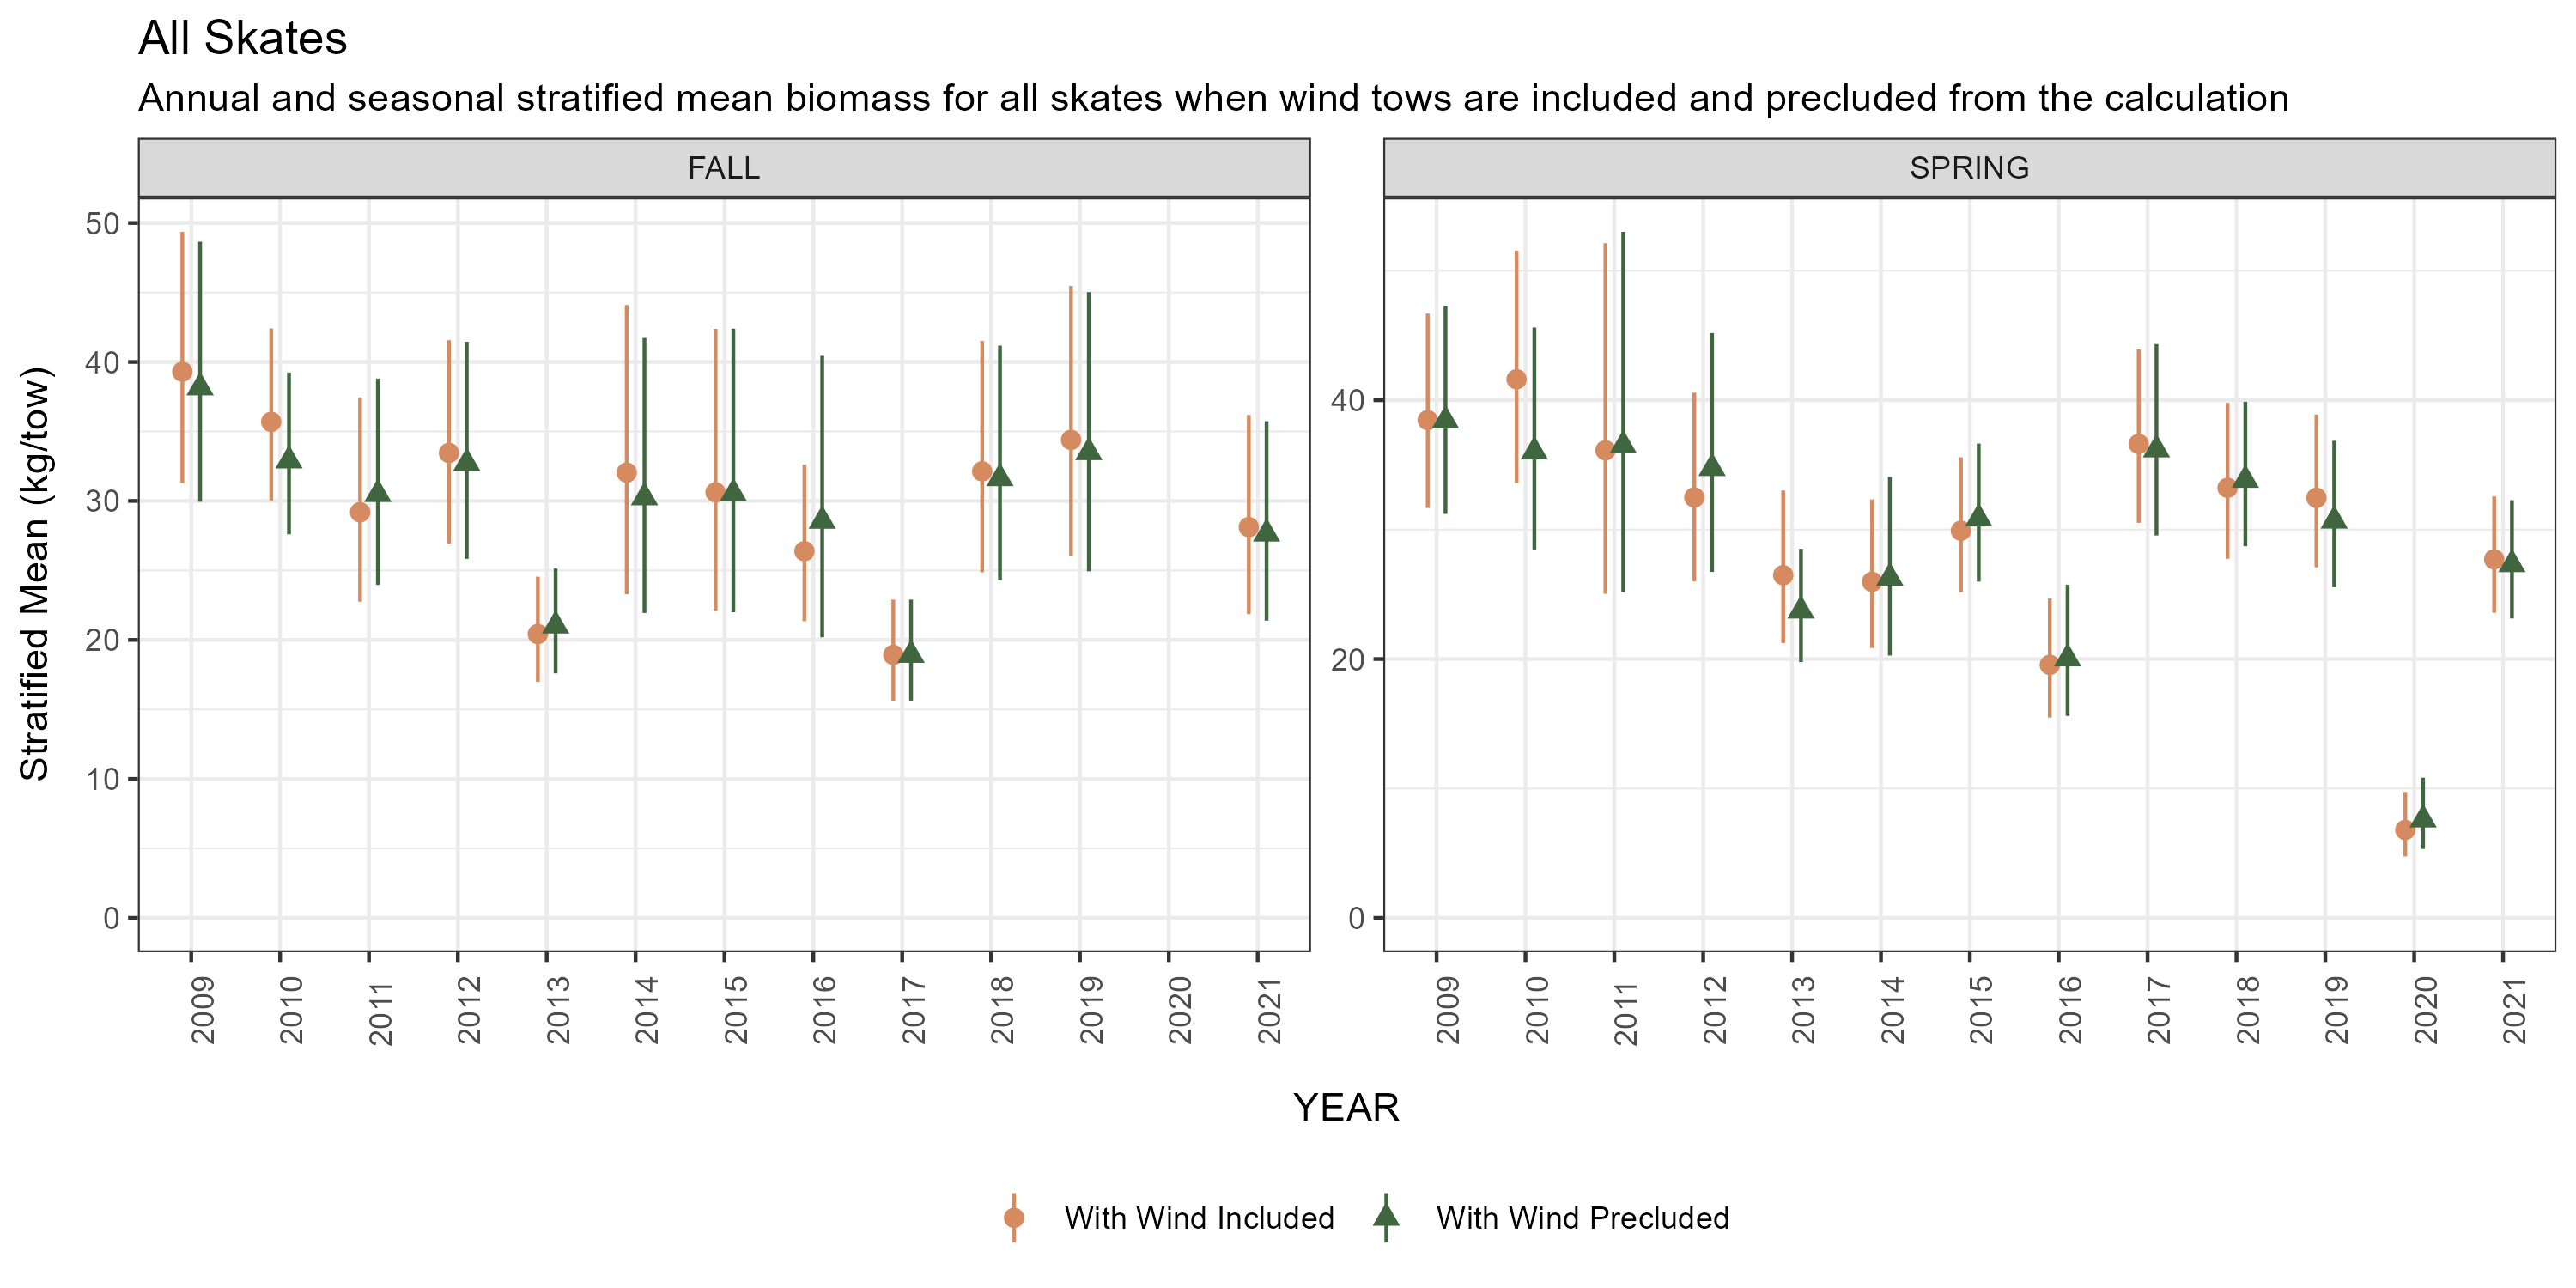 All Skates
Annual and seasonal stratified mean biomass for all skates when wind tows are included and precluded from the calculation
FALL
SPRING
Stratified Mean (kg/tow)
50
40
30
20
10
0
40
20
0
2009 2010 2011 2012 2013 2014 2015 2016 2017 2018 2019 2020 2021
2009 2010 2011 2012 2013 2014 2015 2016 2017 2018 2019 2020 2021
YEAR
With Wind Included
With Wind Precluded